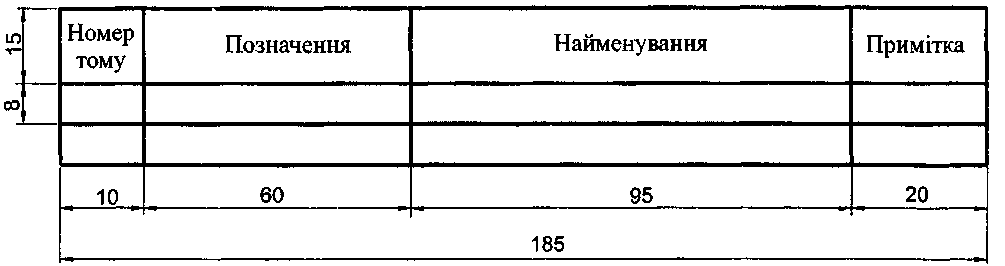 15
Номер
тому
Позначення
Найменування
Примітка
8
10
60
95
20
185